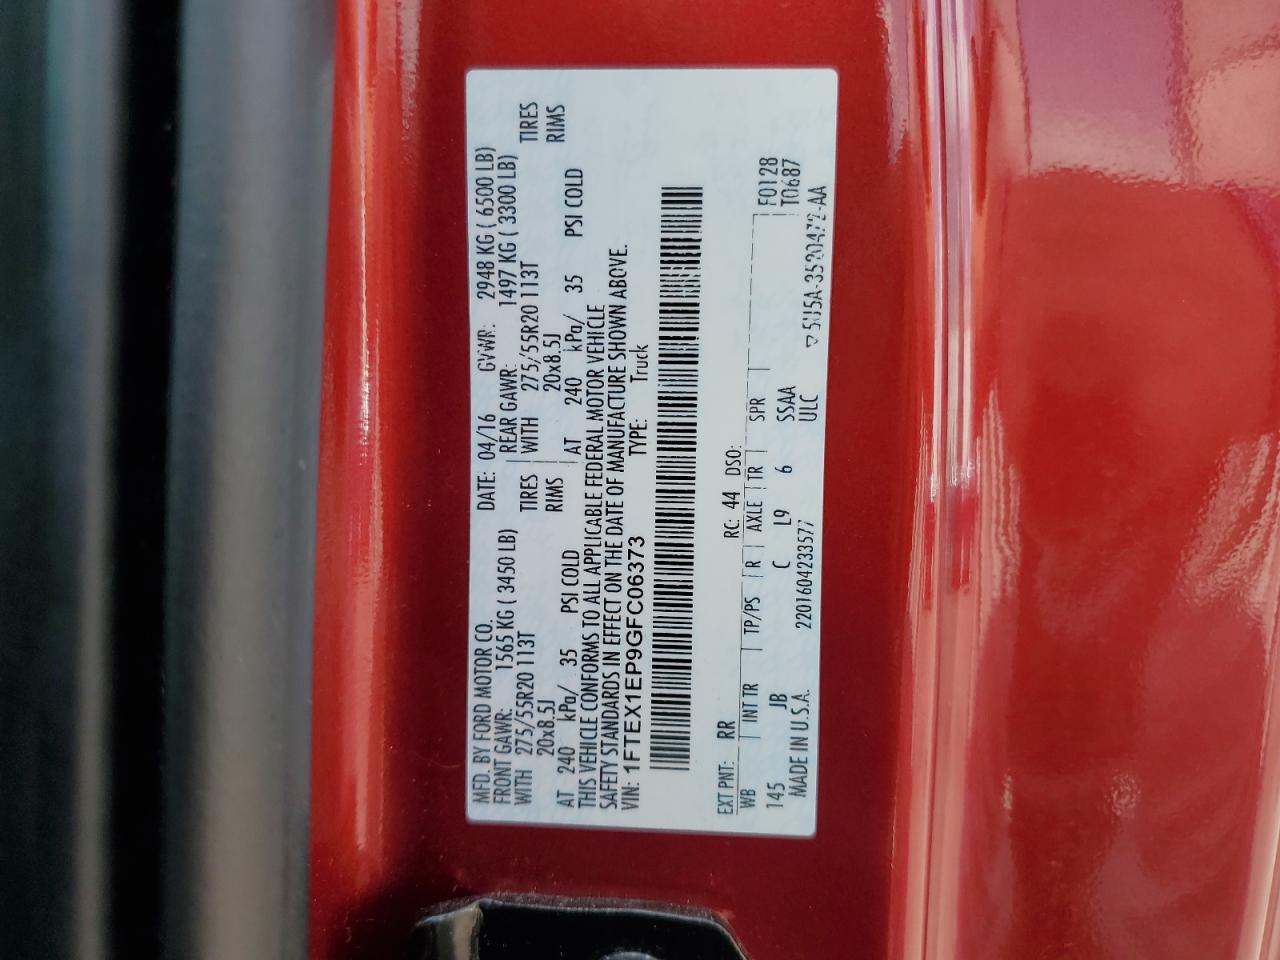 MFD. BY FORD MOTOR CO. DATE: 04/16 GVWR: 2948 KG ( 6500 LB)
FRONT GAWR: 1565 KG ( 3450 LB) REAR GAWR: 1497 KG ( 3300 LB)
WITH 275/55R20 113T TIRES WITH 275/55R20 113T TIRES
20x8.5J RIMS 20x8.5J RIMS
AT 240 kPa/ 35 PSI COLD AT 240 kPa/ 35 PSI COLD
THIS VEHICLE CONFORMS TO ALL APPLICABLE FEDERAL MOTOR VEHICLE
SAFETY STANDARDS IN EFFECT ON THE DATE OF MANUFACTURE SHOWN ABOVE.
VIN: 1FTEX1EP9GFC06373 TYPE: Truck
EXT PNT: RR RC: 44 DSO: F0128
WB INT TR TP/PS R AXLE TR SPR T0687
145 JB C L9 6 SSAA
MADE IN U.S.A. 220160423357 ULC